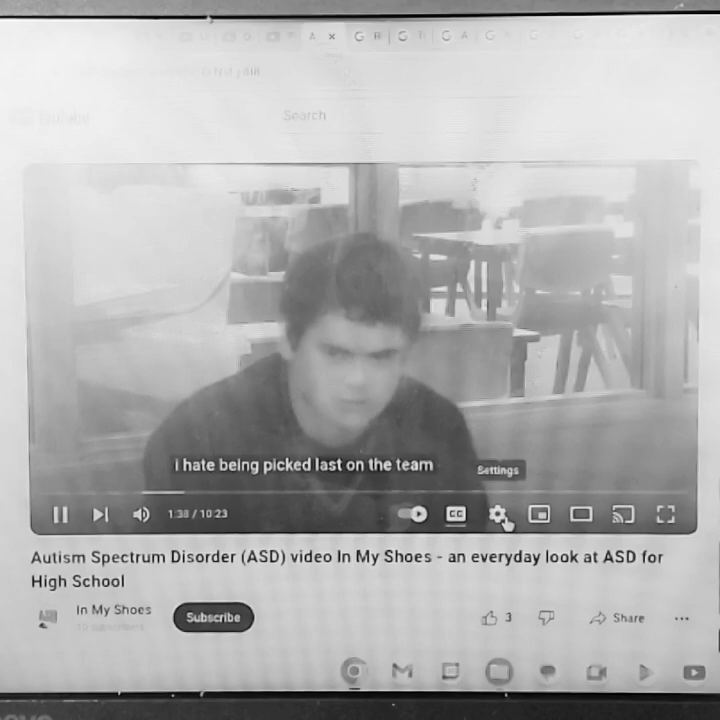 Search
i hate being picked last on the team
Settings
1:38 / 10:23
CC
Autism Spectrum Disorder (ASD) video In My Shoes - an everyday look at ASD for
High School
In My Shoes
Subscribe
3
Share